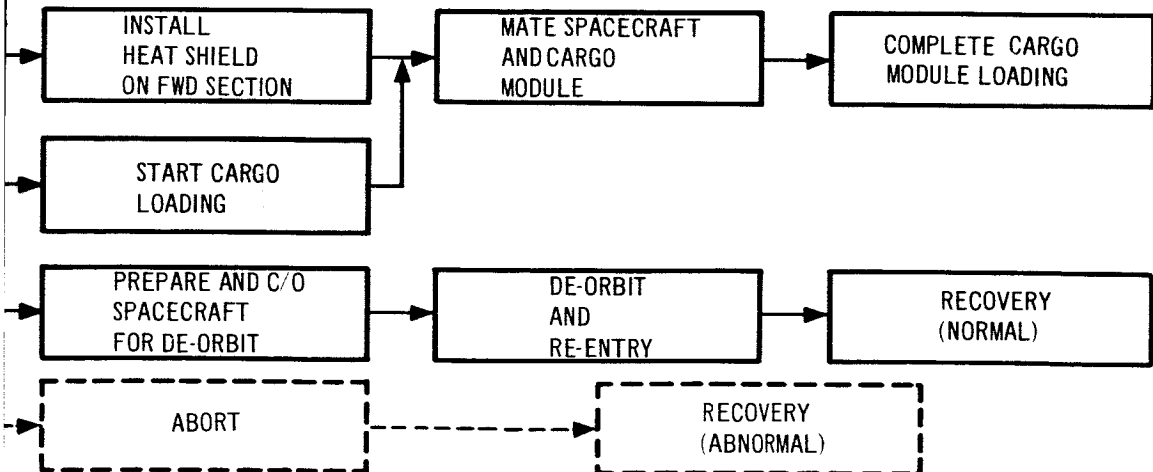 INSTALL
HEAT SHIELD
ON FWD SECTION
MATE SPACECRAFT
AND CARGO
MODULE
COMPLETE CARGO
MODULE LOADING
START CARGO
LOADING
PREPARE AND C/O
SPACECRAFT
FOR DE-ORBIT
DE-ORBIT
AND
RE-ENTRY
RECOVERY
(NORMAL)
ABORT
RECOVERY
(ABNORMAL)